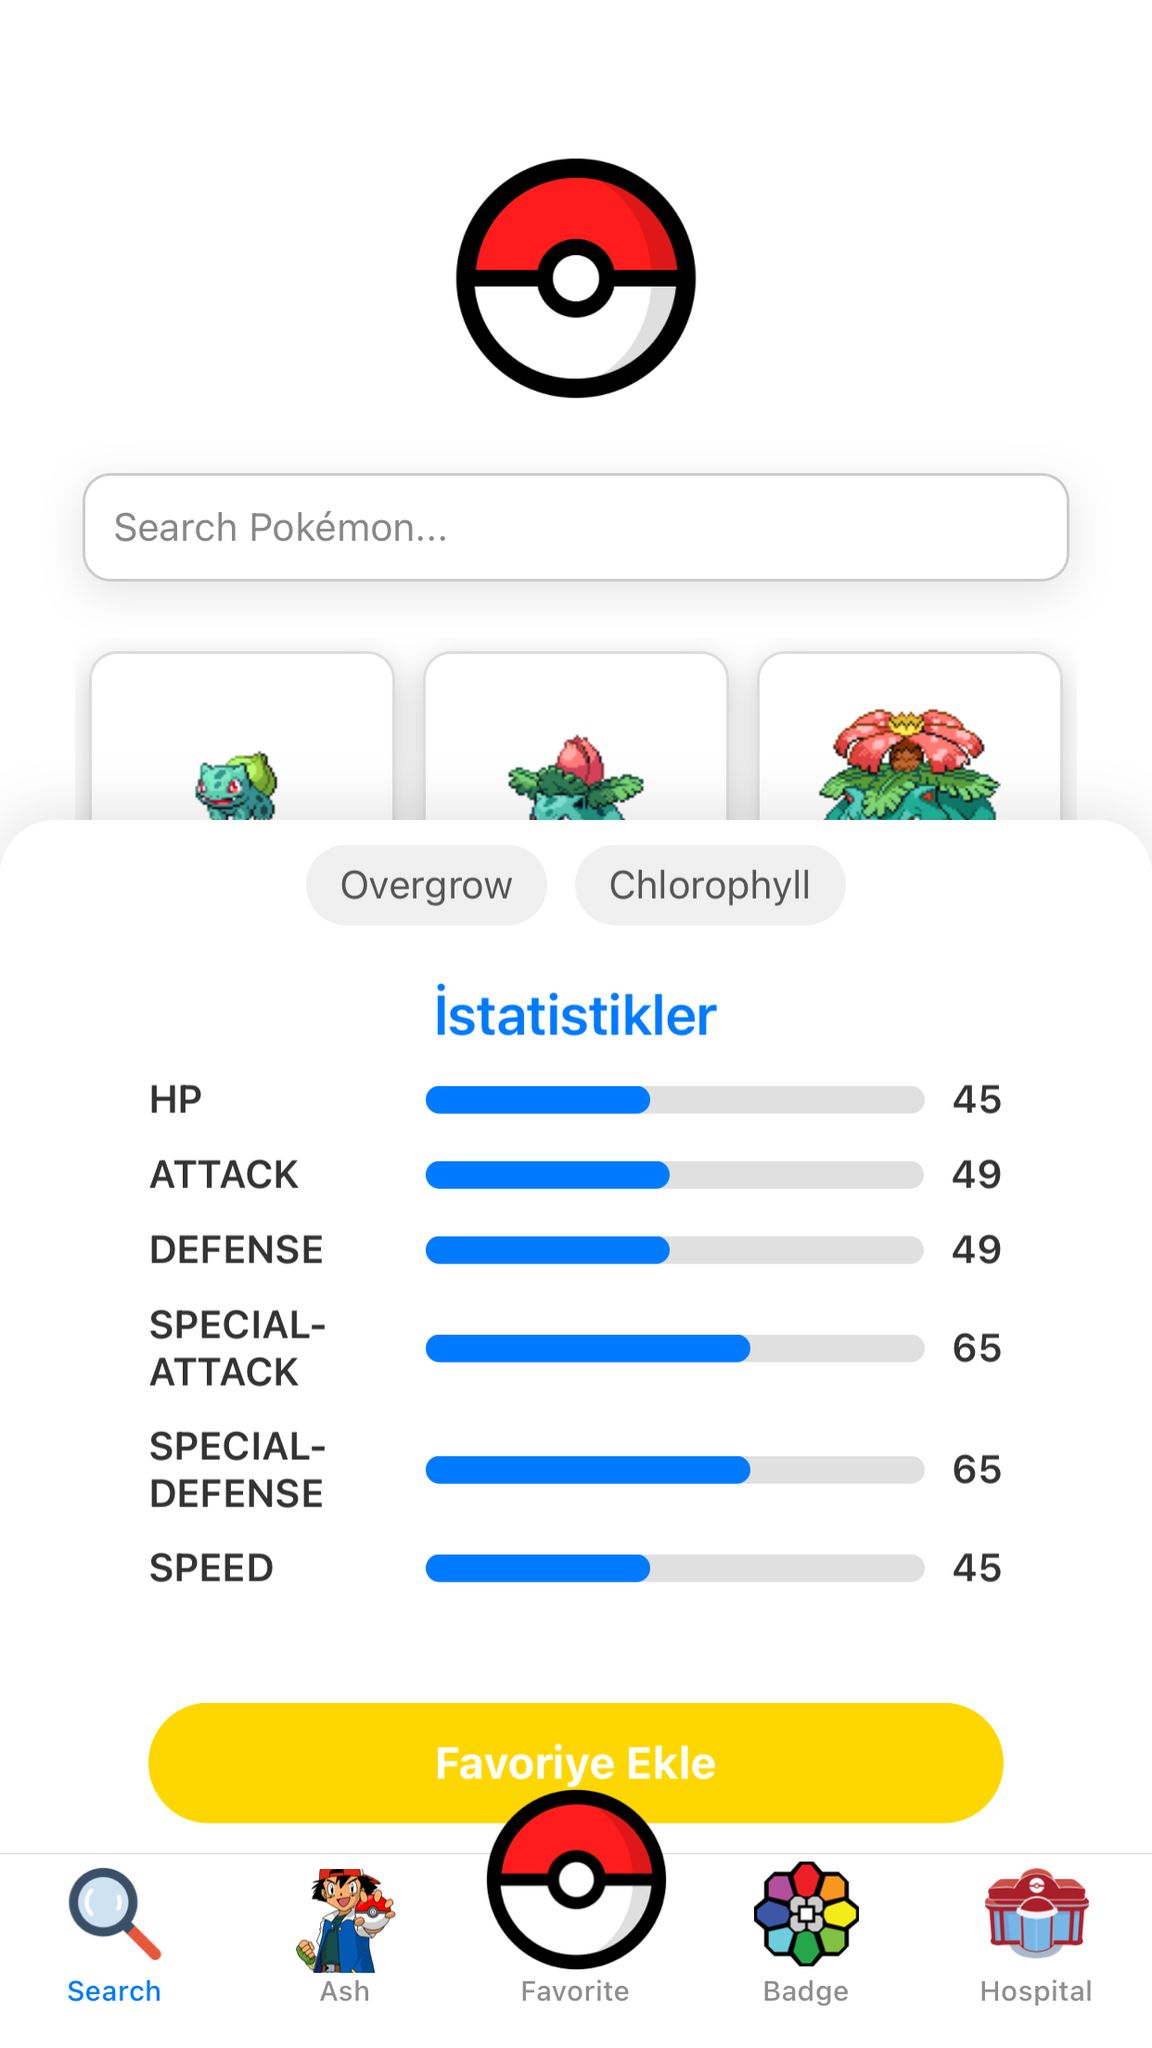 Search Pokémon...
Overgrow
Chlorophyll
İstatistikler
HP
45
ATTACK
49
DEFENSE
49
SPECIAL-
ATTACK
65
SPECIAL-
DEFENSE
65
SPEED
45
Favoriye Ekle
Search
Ash
Favorite
Badge
Hospital